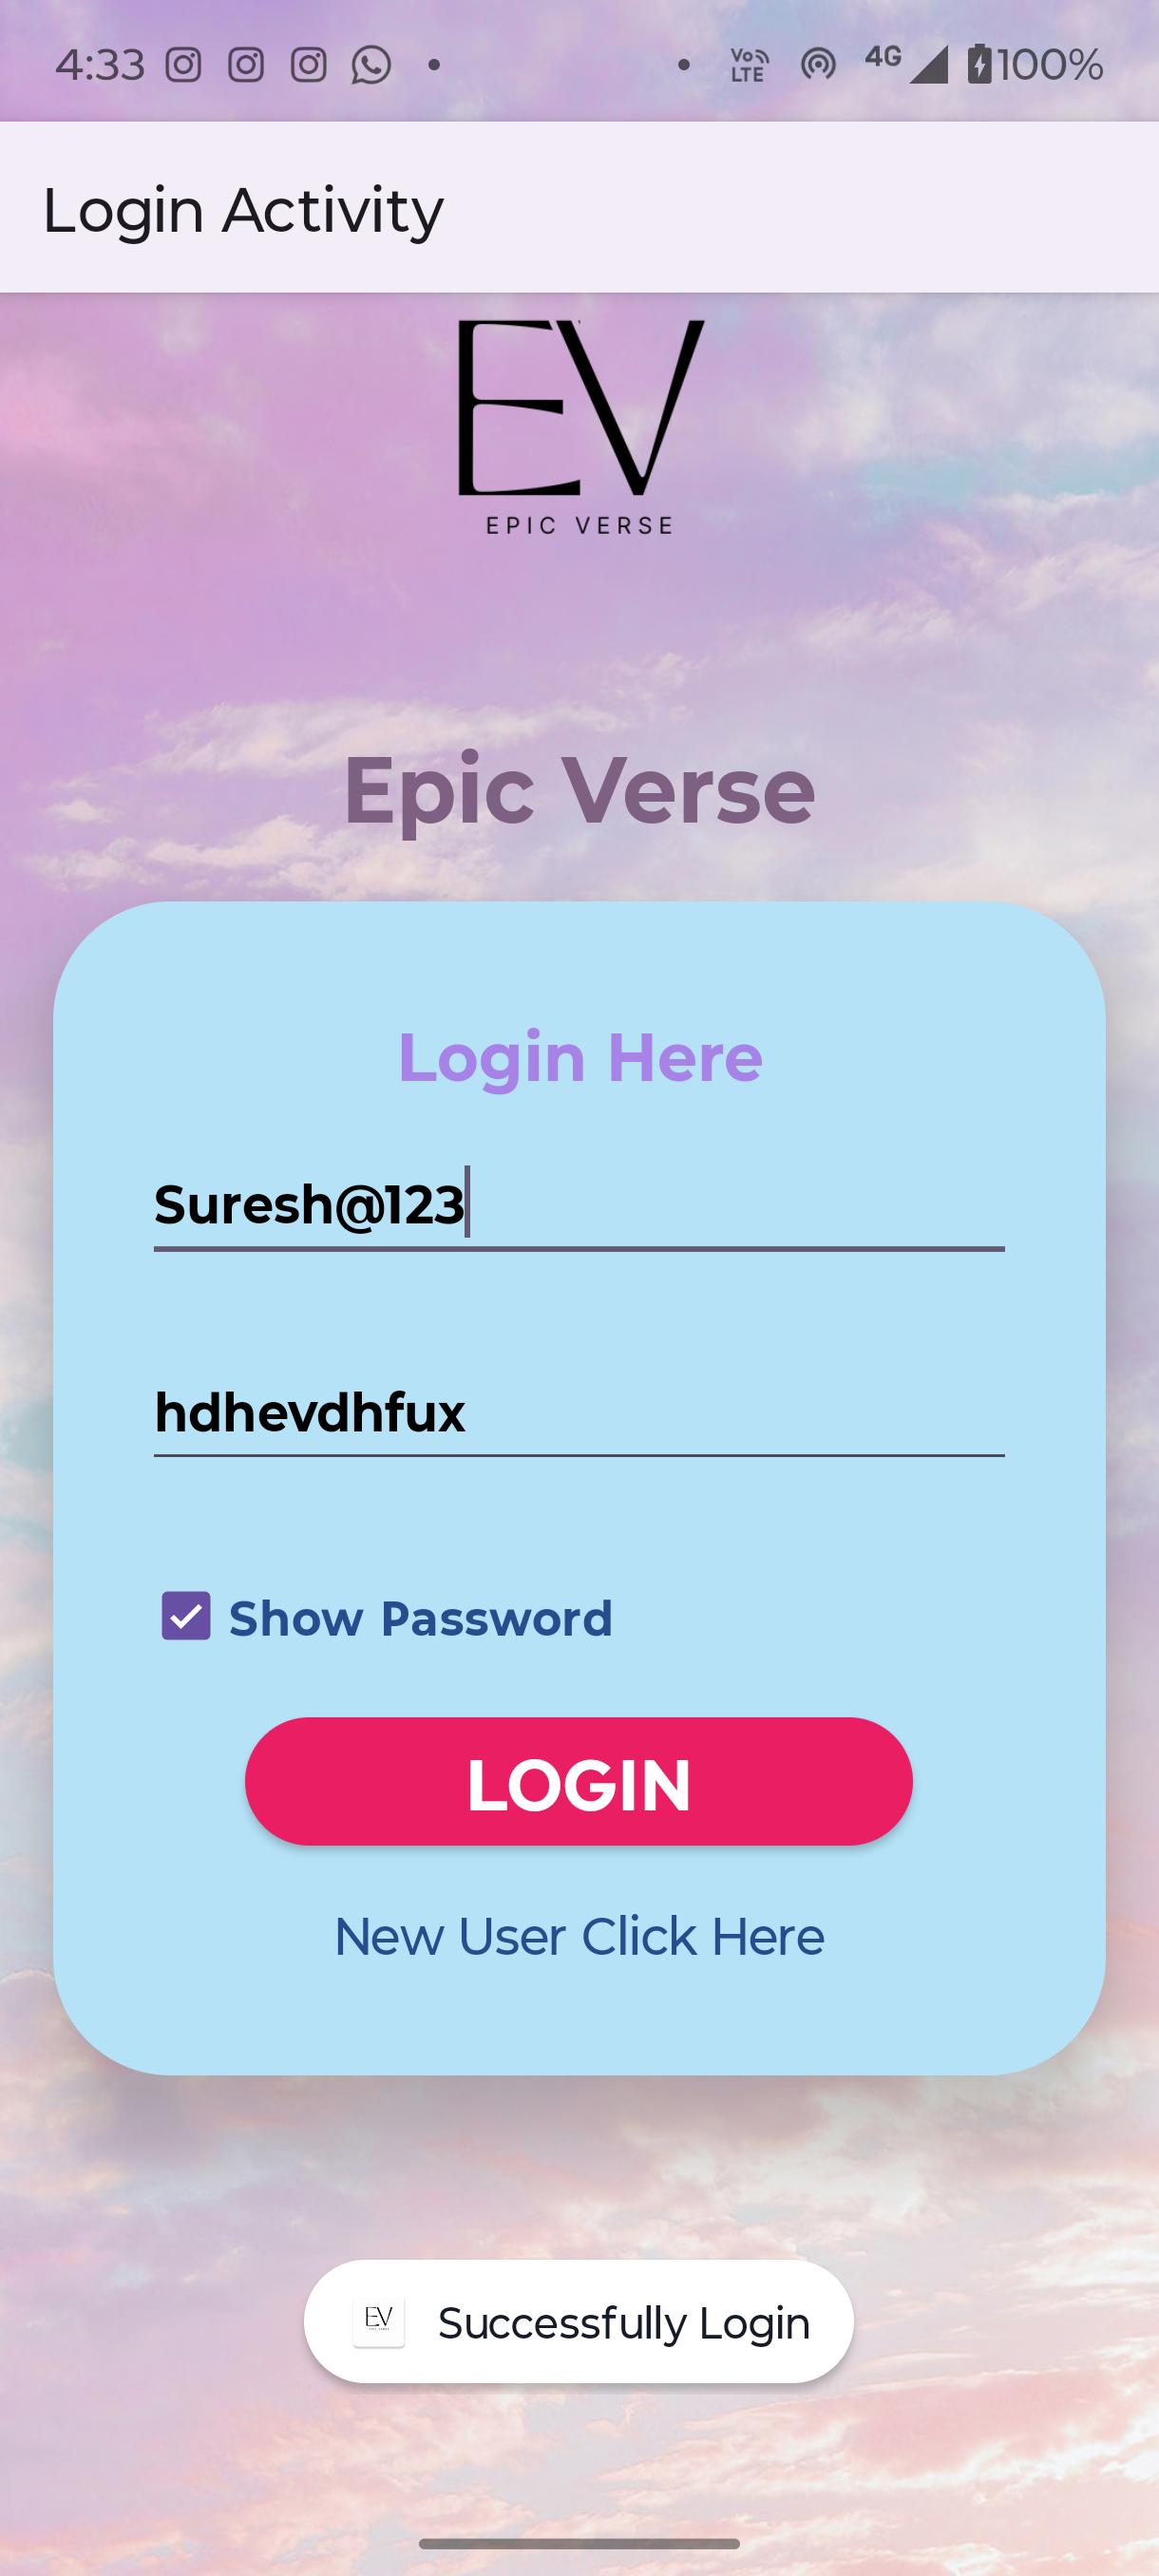 4:33 Vo LTE 4G 100%
Login Activity
EV
EPIC VERSE
Epic Verse
Login Here
Suresh@123
hdhevdhfux
Show Password
LOGIN
New User Click Here
EV Successfully Login